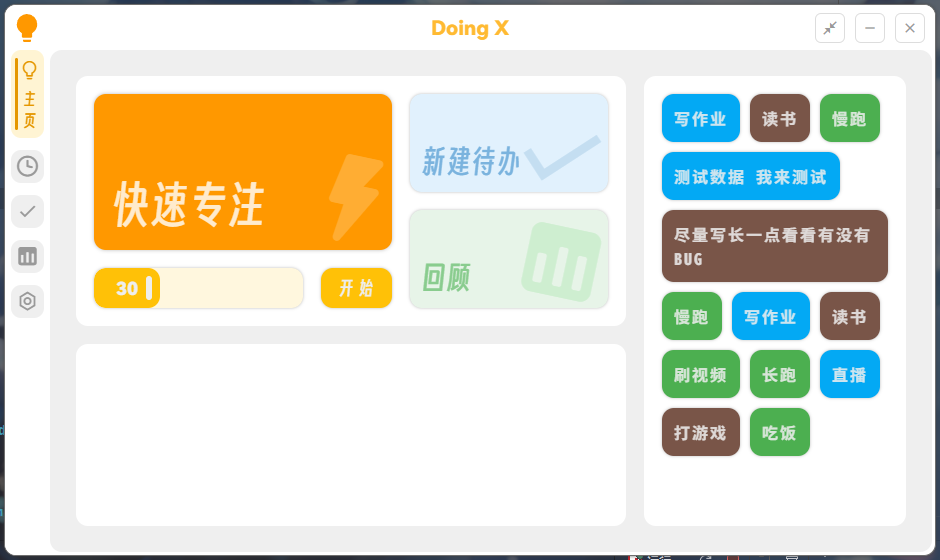 Doing X
主页
快速专注
30
开始
新建待办
回顾
写作业
读书
慢跑
测试数据 我来测试
尽量写长一点看看有没有
BUG
慢跑
写作业
读书
刷视频
长跑
直播
打游戏
吃饭